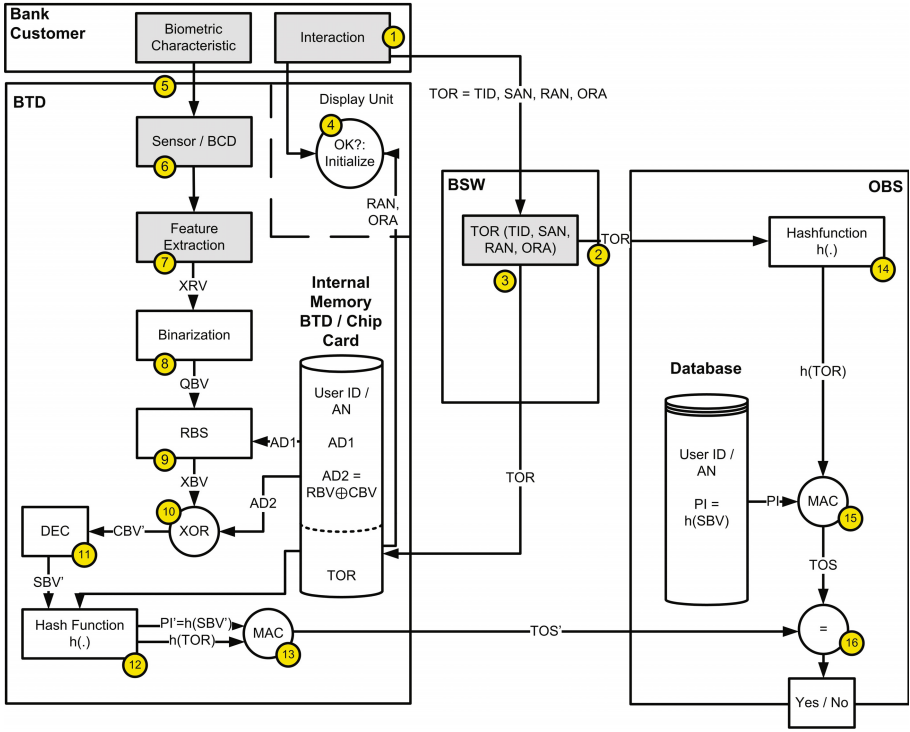 Bank
Customer
Biometric
Characteristic
Interaction
1
5
BTD
Display Unit
4
OK?:
Initialize
TOR = TID, SAN, RAN, ORA
Sensor / BCD
6
RAN,
ORA
BSW
OBS
Feature
Extraction
7
TOR (TID, SAN,
RAN, ORA)
TOR
2
3
Hashfunction
h(.)
14
XRV
Internal
Memory
BTD / Chip
Card
Binarization
8
QBV
h(TOR)
Database
User ID /
AN
AD1
AD2 =
RBV⊕CBV
TOR
RBS
9
AD1
XBV
AD2
10
XOR
CBV'
DEC
11
SBV'
TOR
User ID /
AN
PI =
h(SBV)
PI
MAC
15
TOS
Hash Function
h(.)
12
PI'=h(SBV')
h(TOR)
MAC
13
TOS'
=
16
Yes / No